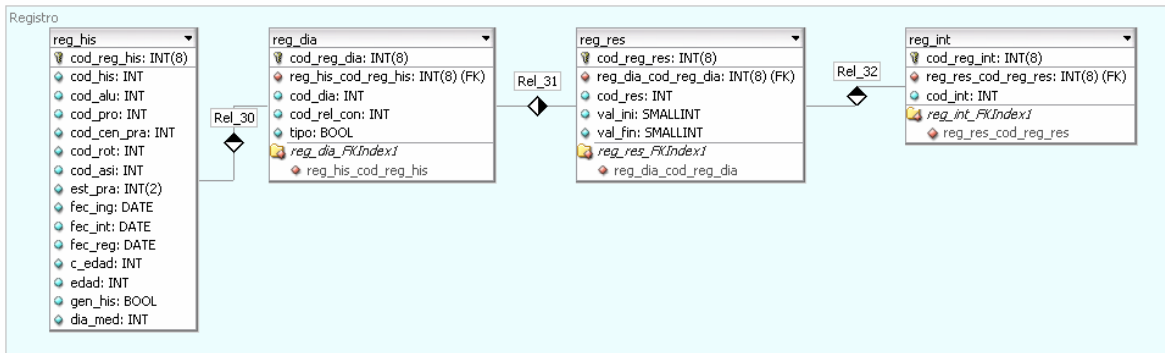 Registro
reg_his
cod_reg_his: INT(8)
cod_his: INT
cod_alu: INT
cod_pro: INT
cod_cen_pra: INT
cod_rot: INT
cod_asi: INT
est_pra: INT(2)
fec_ing: DATE
fec_int: DATE
fec_reg: DATE
c_edad: INT
edad: INT
gen_his: BOOL
dia_med: INT
Rel_30
reg_dia
cod_reg_dia: INT(8)
reg_his_cod_reg_his: INT(8) (FK)
cod_dia: INT
cod_rel_con: INT
tipo: BOOL
reg_dia_FKIndex1
reg_his_cod_reg_his
Rel_31
reg_res
cod_reg_res: INT(8)
reg_dia_cod_reg_dia: INT(8) (FK)
cod_res: INT
val_ini: SMALLINT
val_fin: SMALLINT
reg_res_FKIndex1
reg_dia_cod_reg_dia
Rel_32
reg_int
cod_reg_int: INT(8)
reg_res_cod_reg_res: INT(8) (FK)
cod_int: INT
reg_int_FKIndex1
reg_res_cod_reg_res